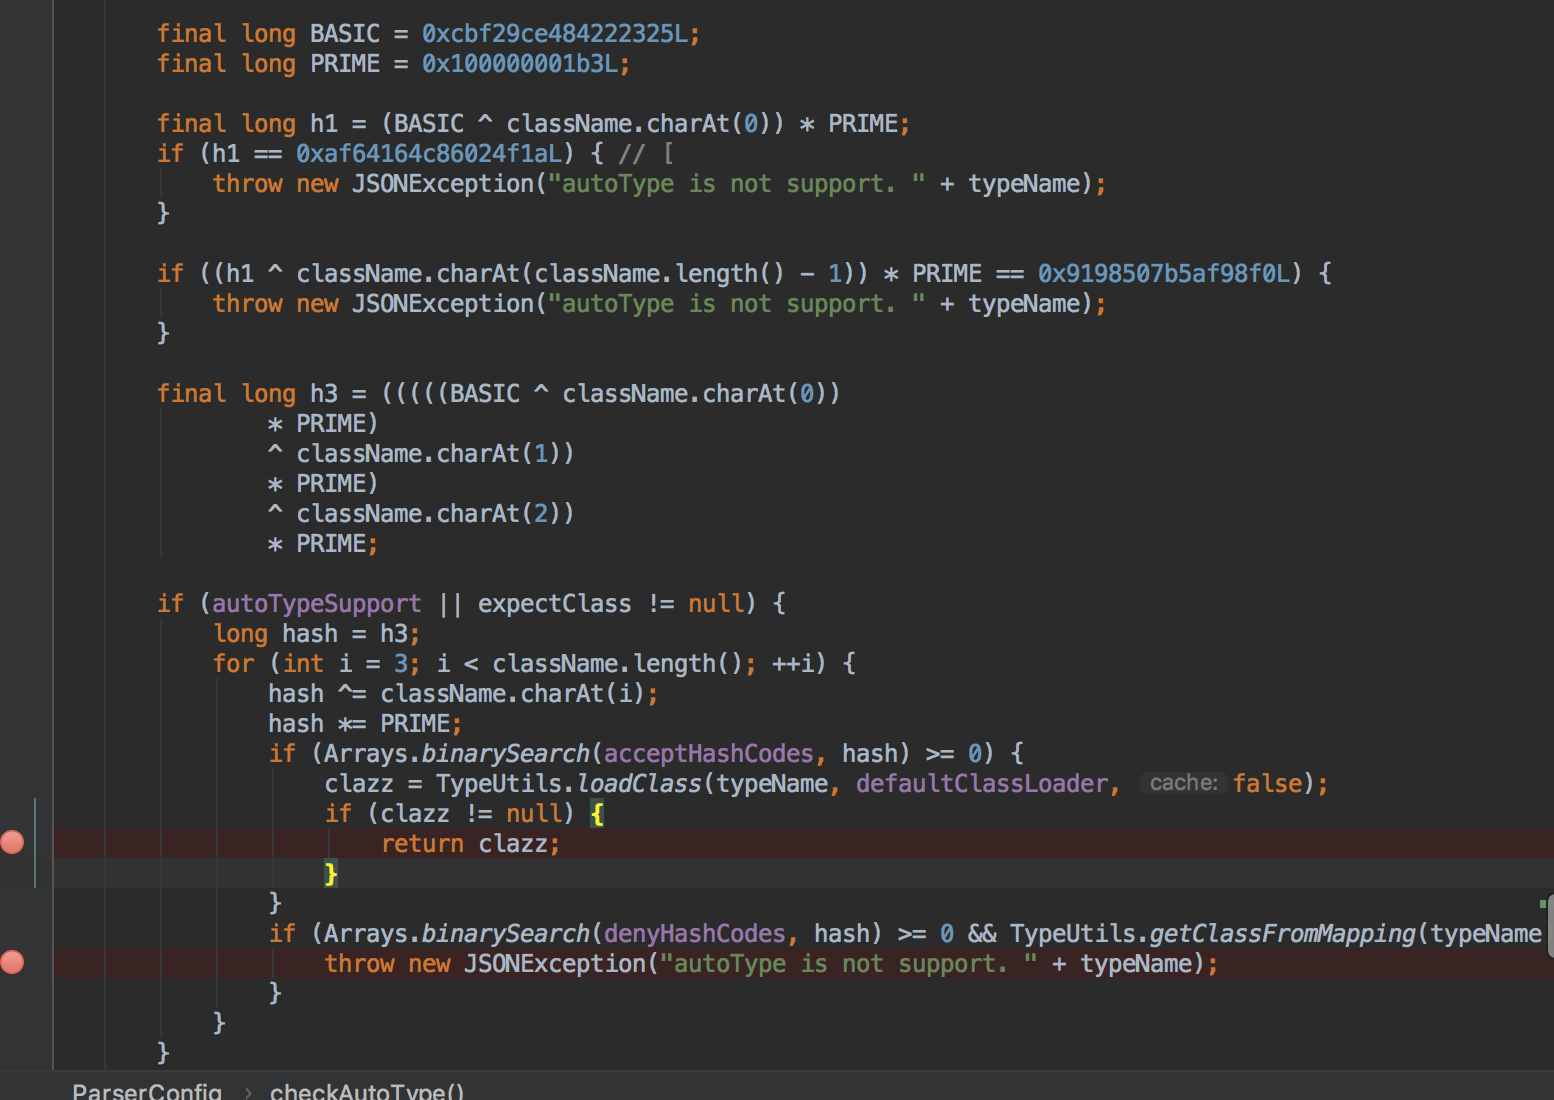 final long BASIC = 0xcbf29ce484222325L;
final long PRIME = 0x100000001b3L;
final long h1 = (BASIC ^ className.charAt(0)) * PRIME;
if (h1 == 0xaf64164c86024f1aL) { // [
throw new JSONException("autoType is not support. " + typeName);
}
if ((h1 ^ className.charAt(className.length() - 1)) * PRIME == 0x9198507b5af98f0L) {
throw new JSONException("autoType is not support. " + typeName);
}
final long h3 = (((((BASIC ^ className.charAt(0))
* PRIME)
^ className.charAt(1))
* PRIME)
^ className.charAt(2))
* PRIME;
if (autoTypeSupport || expectClass != null) {
long hash = h3;
for (int i = 3; i < className.length(); ++i) {
hash ^= className.charAt(i);
hash *= PRIME;
if (Arrays.binarySearch(acceptHashCodes, hash) >= 0) {
clazz = TypeUtils.loadClass(typeName, defaultClassLoader, cache: false);
if (clazz != null) {
return clazz;
}
}
if (Arrays.binarySearch(denyHashCodes, hash) >= 0 && TypeUtils.getClassFromMapping(typeName
throw new JSONException("autoType is not support. " + typeName);
}
}
}
ParserConfig › checkAutoType()